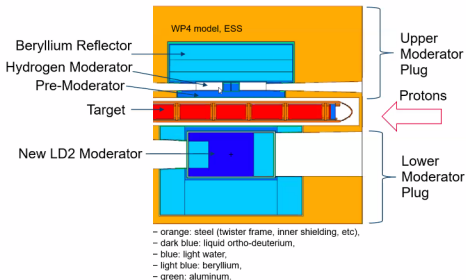 WP4 model, ESS
Beryllium Reflector
Hydrogen Moderator
Pre-Moderator
Target
New LD2 Moderator
Upper
Moderator
Plug
Protons
Lower
Moderator
Plug
– orange: steel (twister frame, inner shielding, etc),
– dark blue: liquid ortho-deuterium,
– blue: light water,
– light blue: beryllium,
– green: aluminum.